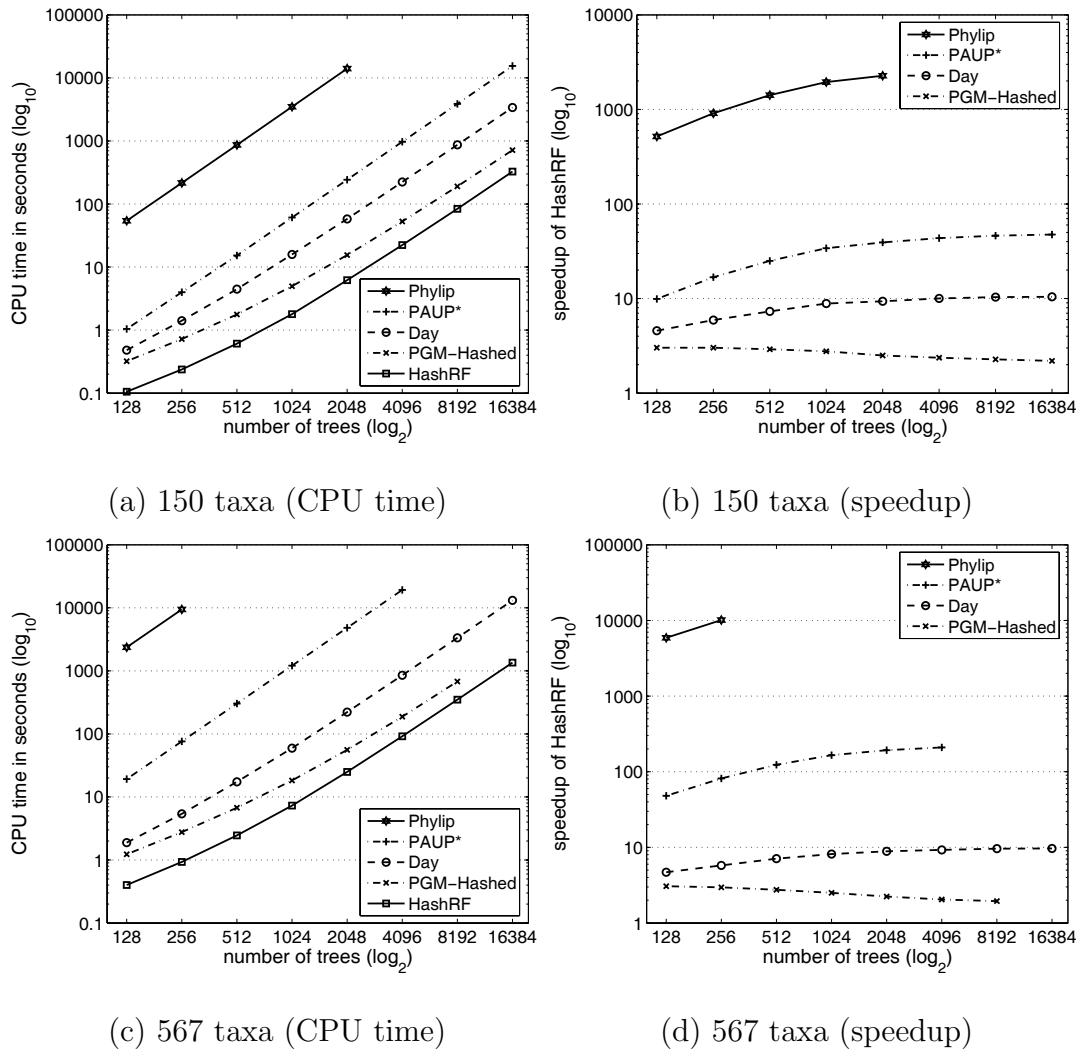 100000
10000
1000
100
10
1
0.1
CPU time in seconds (log10)
128 256 512 1024 2048 4096 8192 16384
number of trees (log2)
Phylip
PAUP*
Day
PGM−Hashed
HashRF
(a) 150 taxa (CPU time)
10000
1000
100
10
1
speedup of HashRF (log10)
128 256 512 1024 2048 4096 8192 16384
number of trees (log2)
Phylip
PAUP*
Day
PGM−Hashed
(b) 150 taxa (speedup)
100000
10000
1000
100
10
1
0.1
CPU time in seconds (log10)
128 256 512 1024 2048 4096 8192 16384
number of trees (log2)
Phylip
PAUP*
Day
PGM−Hashed
HashRF
(c) 567 taxa (CPU time)
100000
10000
1000
100
10
1
speedup of HashRF (log10)
128 256 512 1024 2048 4096 8192 16384
number of trees (log2)
Phylip
PAUP*
Day
PGM−Hashed
(d) 567 taxa (speedup)